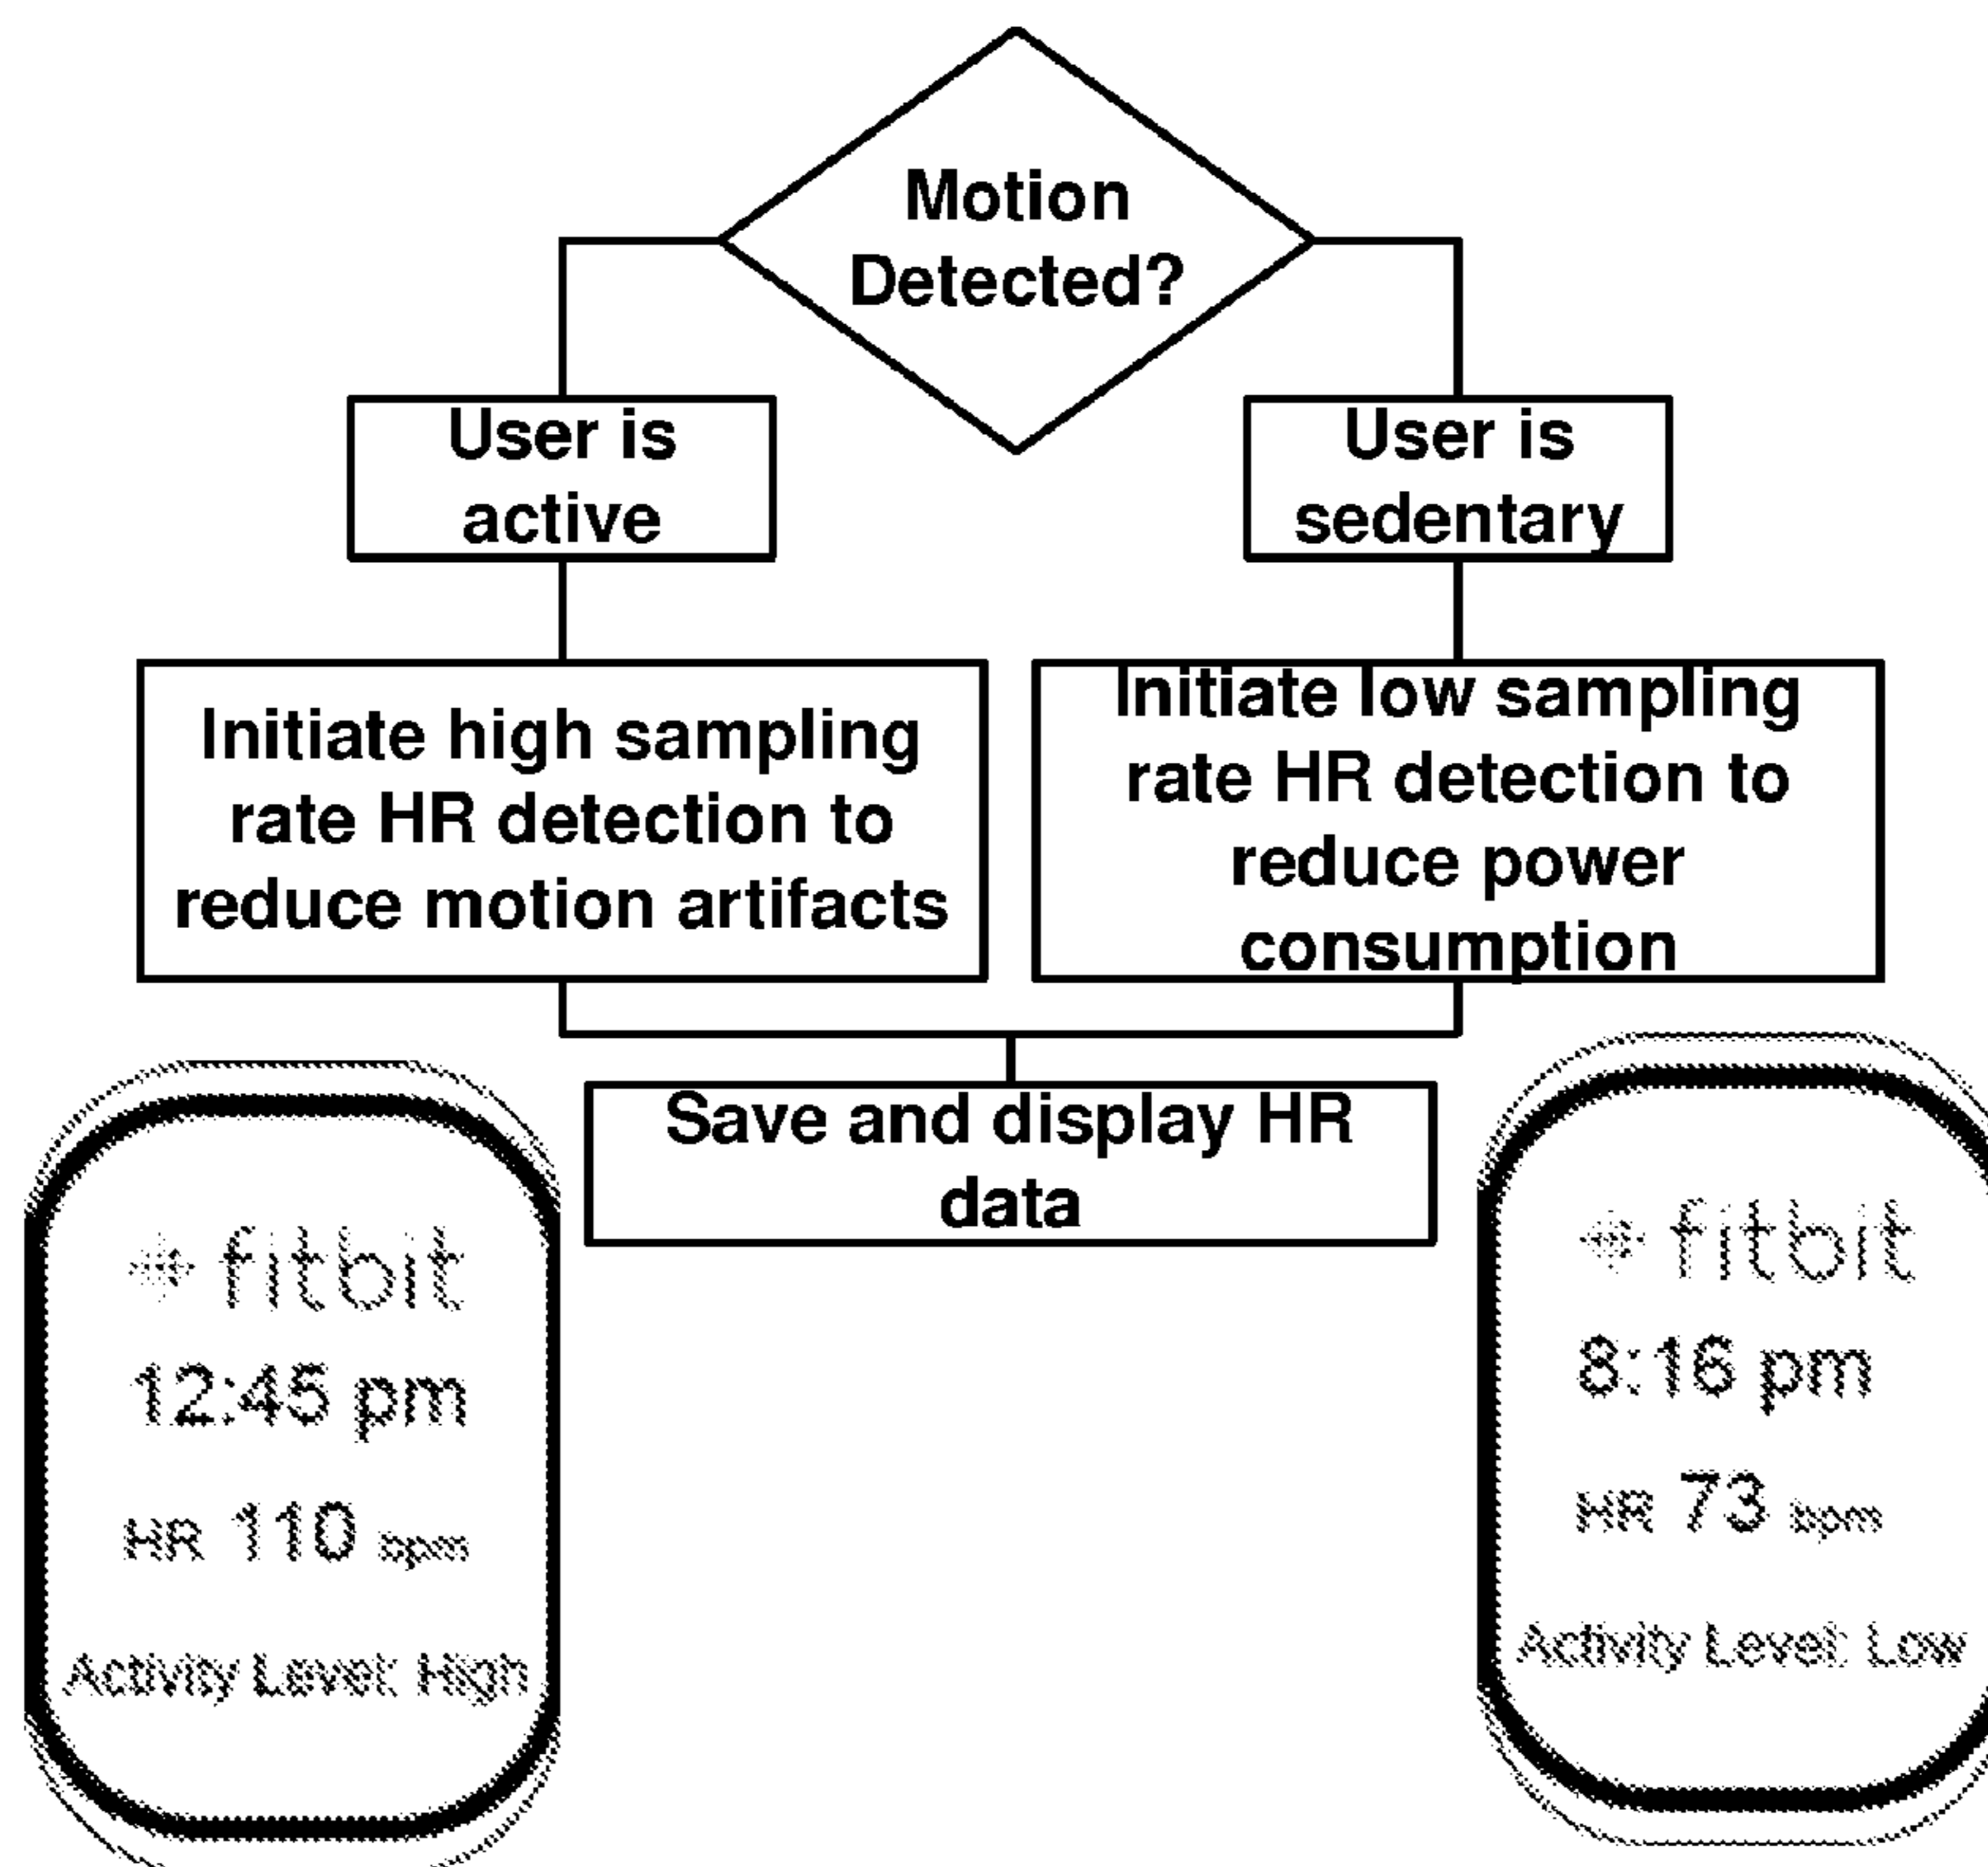 Motion
Detected?
User is
active
User is
sedentary
Initiate high sampling
rate HR detection to
reduce motion artifacts
Initiate low sampling
rate HR detection to
reduce power
consumption
Save and display HR
data
fitbit
12:45 pm
HR 110 bpm
Activity Level: High
fitbit
8:16 pm
HR 73 bpm
Activity Level: Low